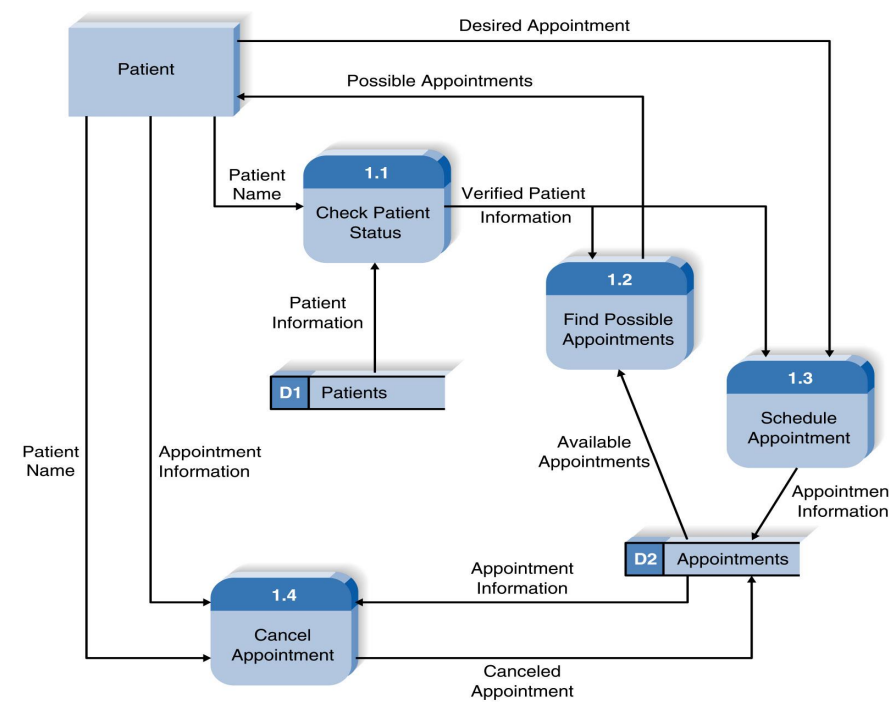 Desired Appointment
Patient
Possible Appointments
Patient
Name
1.1
Check Patient
Status
Verified Patient
Information
1.2
Find Possible
Appointments
Patient
Information
D1 Patients
1.3
Schedule
Appointment
Patient
Name
Appointment
Information
Available
Appointments
Appointmen
Information
D2 Appointments
Appointment
Information
1.4
Cancel
Appointment
Canceled
Appointment